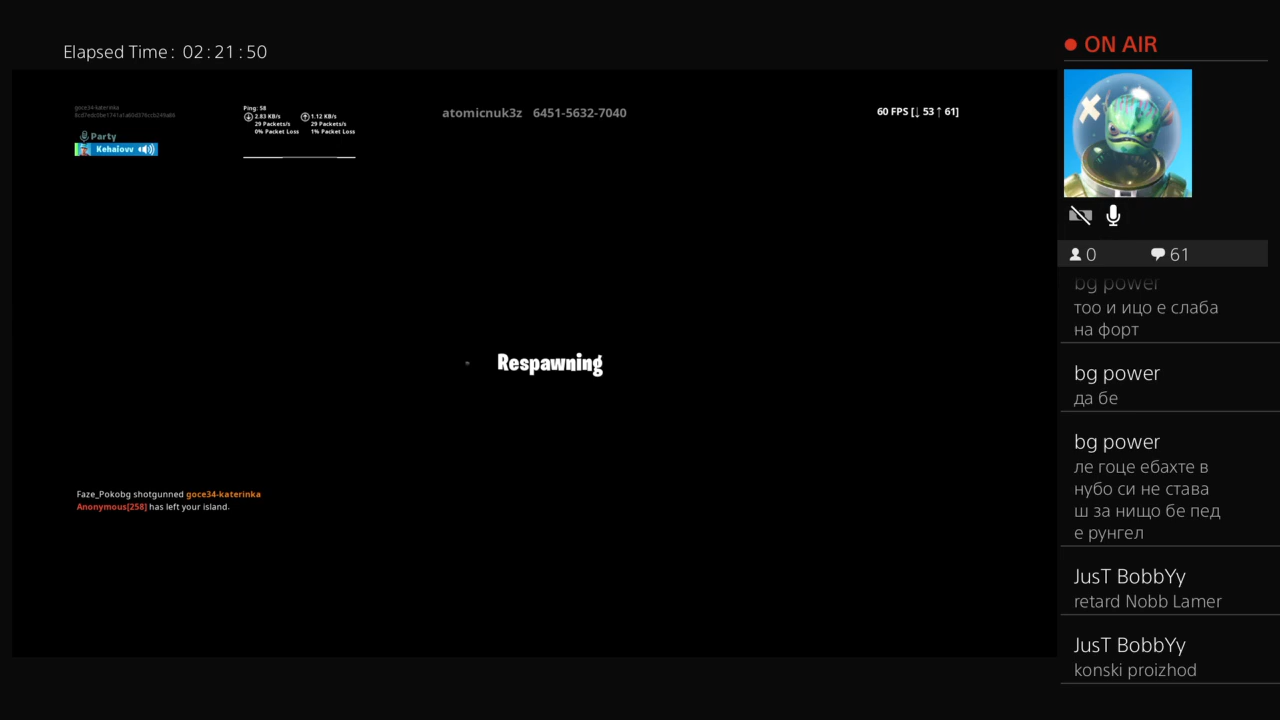 Elapsed Time: 02:21:50
ON AIR
goce34-katerinka
Ping: 58
2.83 KB/s 1.12 KB/s
29 Packets/s 29 Packets/s
0% Packet Loss 1% Packet Loss
atomicnuk3z 6451-5632-7040
60 FPS [↓ 53 ↑ 61]
Party
Kehaiovv
Respawning
Faze_Pokobg shotgunned goce34-katerinka
Anonymous[258] has left your island.
0 61
bg power
тоо и ицо е слаба
на форт
bg power
да бе
bg power
ле гоце ебахте в
нубо си не става
ш за нищо бе пед
е рунгел
JusT BobbYy
retard Nobb Lamer
JusT BobbYy
konski proizhod